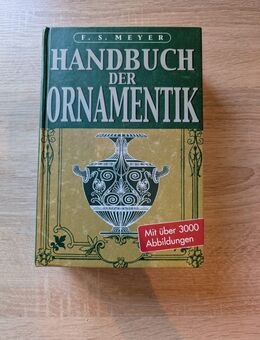 F. S. MEYER
HANDBUCH
DER
ORNAMENTIK
Mit über 3000
Abbildungen